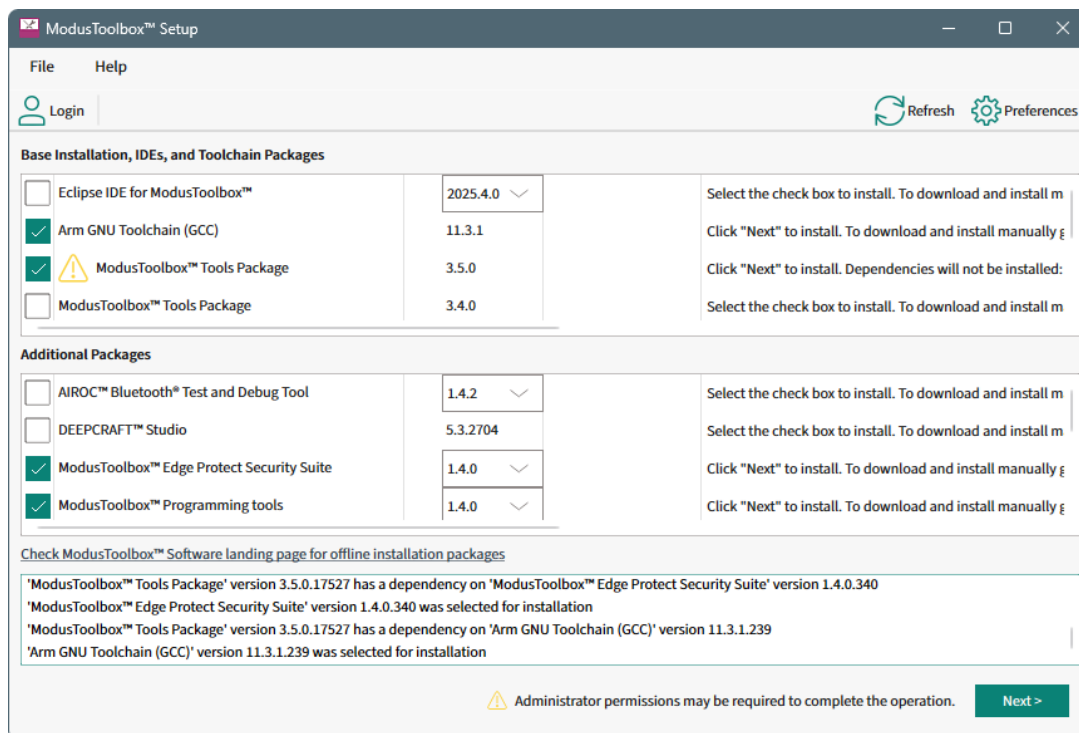 ModusToolbox™ Setup
File Help
Login Refresh Preferences
Base Installation, IDEs, and Toolchain Packages
Eclipse IDE for ModusToolbox™ 2025.4.0 Select the check box to install. To download and install m
Arm GNU Toolchain (GCC) 11.3.1 Click "Next" to install. To download and install manually g
ModusToolbox™ Tools Package 3.5.0 Click "Next" to install. Dependencies will not be installed:
ModusToolbox™ Tools Package 3.4.0 Select the check box to install. To download and install m
Additional Packages
AIROC™ Bluetooth® Test and Debug Tool 1.4.2 Select the check box to install. To download and install m
DEEPCRAFT™ Studio 5.3.2704 Select the check box to install. To download and install m
ModusToolbox™ Edge Protect Security Suite 1.4.0 Click "Next" to install. To download and install manually g
ModusToolbox™ Programming tools 1.4.0 Click "Next" to install. To download and install manually g
Check ModusToolbox™ Software landing page for offline installation packages
'ModusToolbox™ Tools Package' version 3.5.0.17527 has a dependency on 'ModusToolbox™ Edge Protect Security Suite' version 1.4.0.340
'ModusToolbox™ Edge Protect Security Suite' version 1.4.0.340 was selected for installation
'ModusToolbox™ Tools Package' version 3.5.0.17527 has a dependency on 'Arm GNU Toolchain (GCC)' version 11.3.1.239
'Arm GNU Toolchain (GCC)' version 11.3.1.239 was selected for installation
Administrator permissions may be required to complete the operation. Next >